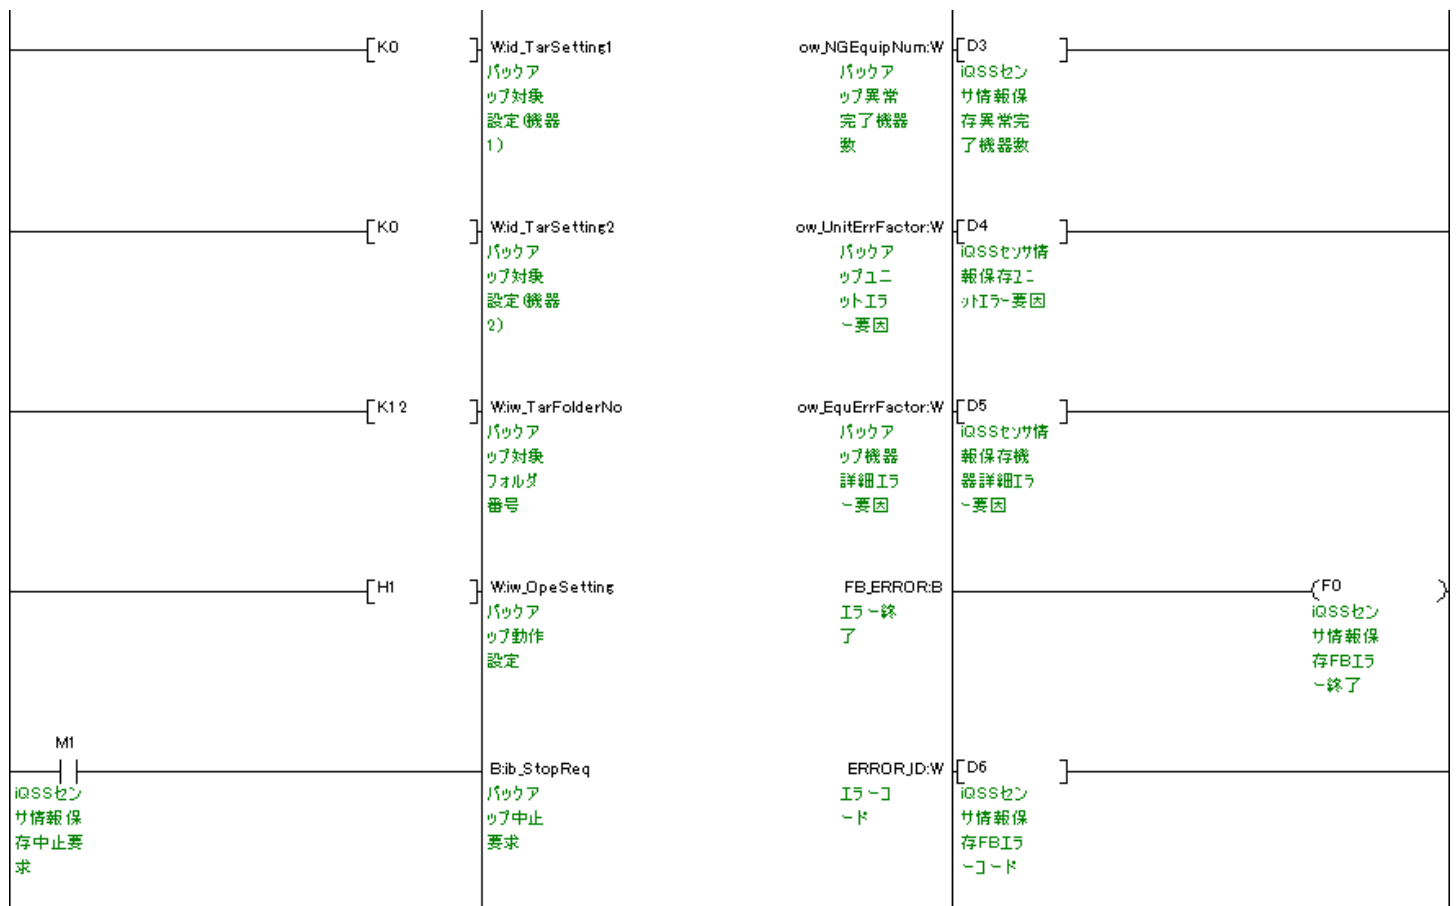 K0
W:id_TarSetting1
バックア
ップ対象
設定(機器
1)
ow_NGEquipNum:W
バックア
ップ異常
完了機器
数
D3
iQSSセン
サ情報保
存異常完
了機器数
K0
W:id_TarSetting2
バックア
ップ対象
設定(機器
2)
ow_UnitErrFactor:W
バックア
ップユニ
ットエラ
ー要因
D4
iQSSセンサ情
報保存ユニ
ットエラー要因
K12
W:iw_TarFolderNo
バックア
ップ対象
フォルダ
番号
ow_EquErrFactor:W
バックア
ップ機器
詳細エラ
ー要因
D5
iQSSセンサ情
報保存機
器詳細エラ
ー要因
H1
W:iw_OpeSetting
バックア
ップ動作
設定
FB_ERROR:B
エラー終
了
F0
iQSSセン
サ情報保
存FBエラ
ー終了
M1
iQSSセン
サ情報保
存中止要
求
B:ib_StopReq
バックア
ップ中止
要求
ERROR_ID:W
エラーコ
ード
D6
iQSSセン
サ情報保
存FBエラ
ーコード